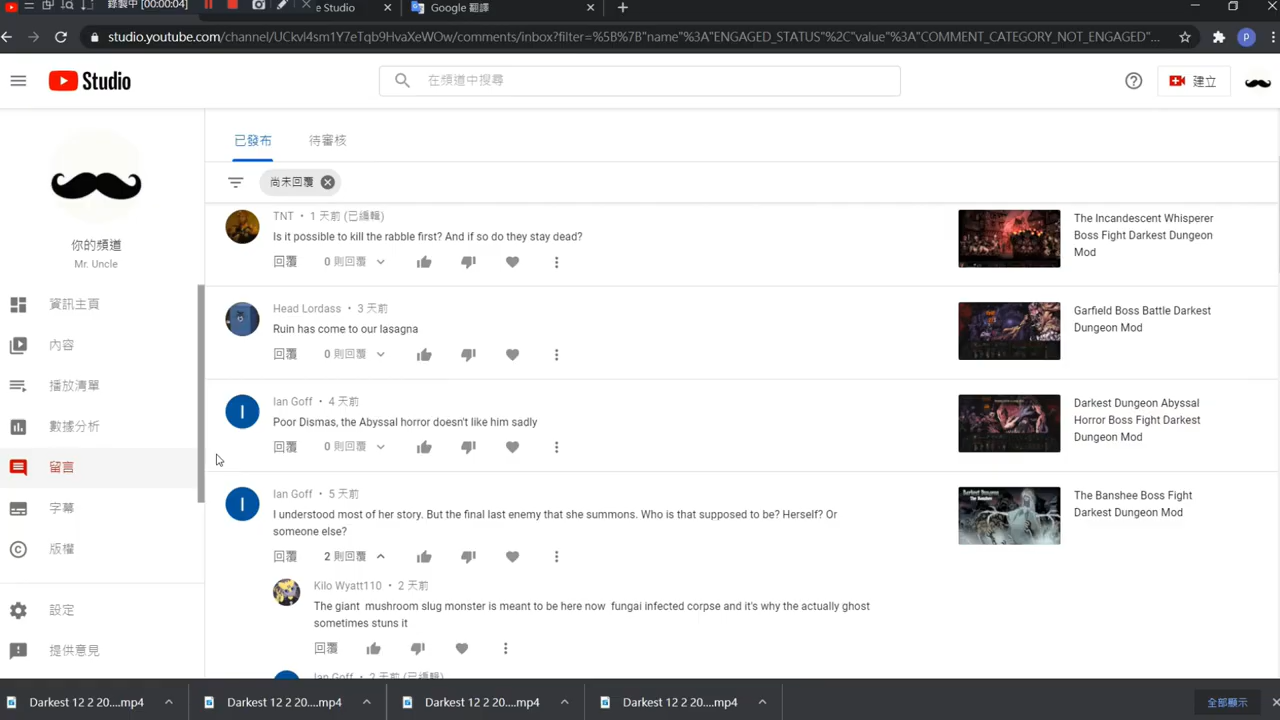 錄製中 [00:00:04]
e Studio
Google 翻譯
studio.youtube.com/channel/UCkvl4sm1Y7eTqb9HvaXeWOw/comments/inbox?filter=%5B%7B"name"%3A"ENGAGED_STATUS"%2C"value"%3A"COMMENT_CATEGORY_NOT_ENGAGED"...
p
Studio
在頻道中搜尋
建立
你的頻道
Mr. Uncle
資訊主頁
內容
播放清單
數據分析
留言
字幕
版權
設定
提供意見
已發布
待審核
尚未回覆
TNT • 1 天前 (已編輯)
Is it possible to kill the rabble first? And if so do they stay dead?
回覆 0 則回覆
The Incandescent Whisperer
Boss Fight Darkest Dungeon
Mod
Head Lordass • 3 天前
Ruin has come to our lasagna
回覆 0 則回覆
Garfield Boss Battle Darkest
Dungeon Mod
I
Ian Goff • 4 天前
Poor Dismas, the Abyssal horror doesn't like him sadly
回覆 0 則回覆
Darkest Dungeon Abyssal
Horror Boss Fight Darkest
Dungeon Mod
I
Ian Goff • 5 天前
I understood most of her story. But the final last enemy that she summons. Who is that supposed to be? Herself? Or
someone else?
回覆 2 則回覆
The Banshee Boss Fight
Darkest Dungeon Mod
Kilo Wyatt110 • 2 天前
The giant mushroom slug monster is meant to be here now fungai infected corpse and it's why the actually ghost
sometimes stuns it
回覆
Ian Goff • 2 天前 (已編輯)
Darkest 12 2 20....mp4
Darkest 12 2 20....mp4
Darkest 12 2 20....mp4
Darkest 12 2 20....mp4
全部顯示